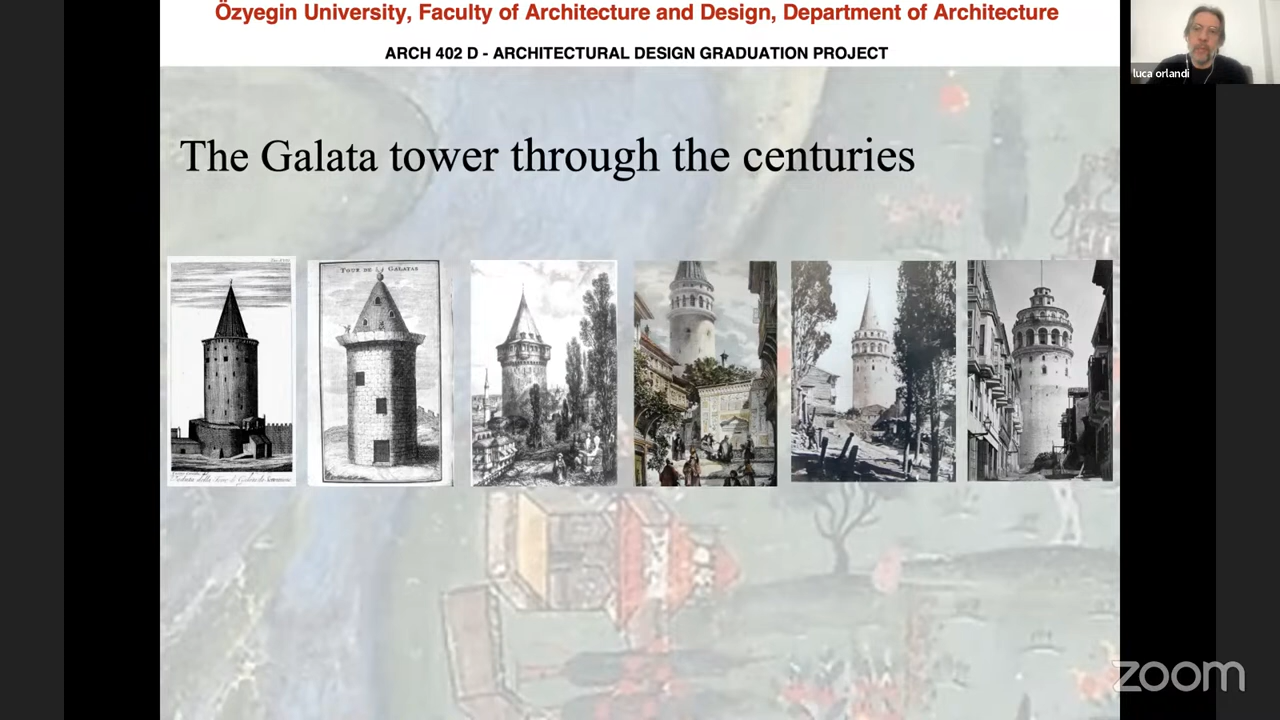 Özyegin University, Faculty of Architecture and Design, Department of Architecture
ARCH 402 D - ARCHITECTURAL DESIGN GRADUATION PROJECT
luca orlandi
The Galata tower through the centuries
TOUR DE LA GALATAS
zoom